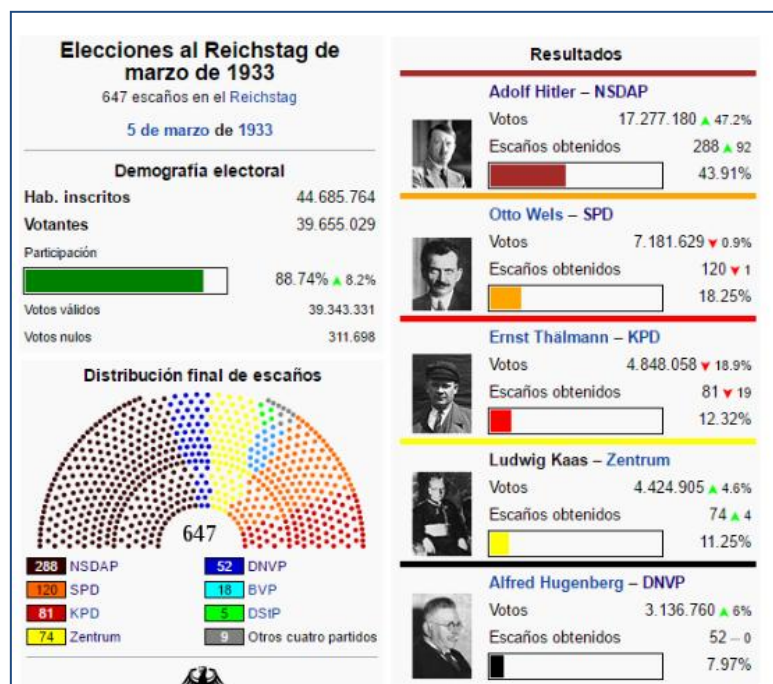 Elecciones al Reichstag de
marzo de 1933
647 escaños en el Reichstag
5 de marzo de 1933
Demografía electoral
Hab. inscritos 44.685.764
Votantes 39.655.029
Participación
88.74% ▲ 8.2%
Votos válidos 39.343.331
Votos nulos 311.698
Distribución final de escaños
647
288 NSDAP 52 DNVP
120 SPD 18 BVP
81 KPD 5 DStP
74 Zentrum 9 Otros cuatro partidos
Resultados
Adolf Hitler – NSDAP
Votos 17.277.180 ▲ 47.2%
Escaños obtenidos 288 ▲ 92
43.91%
Otto Wels – SPD
Votos 7.181.629 ▼ 0.9%
Escaños obtenidos 120 ▼ 1
18.25%
Ernst Thälmann – KPD
Votos 4.848.058 ▼ 18.9%
Escaños obtenidos 81 ▼ 19
12.32%
Ludwig Kaas – Zentrum
Votos 4.424.905 ▲ 4.6%
Escaños obtenidos 74 ▲ 4
11.25%
Alfred Hugenberg – DNVP
Votos 3.136.760 ▲ 6%
Escaños obtenidos 52 – 0
7.97%